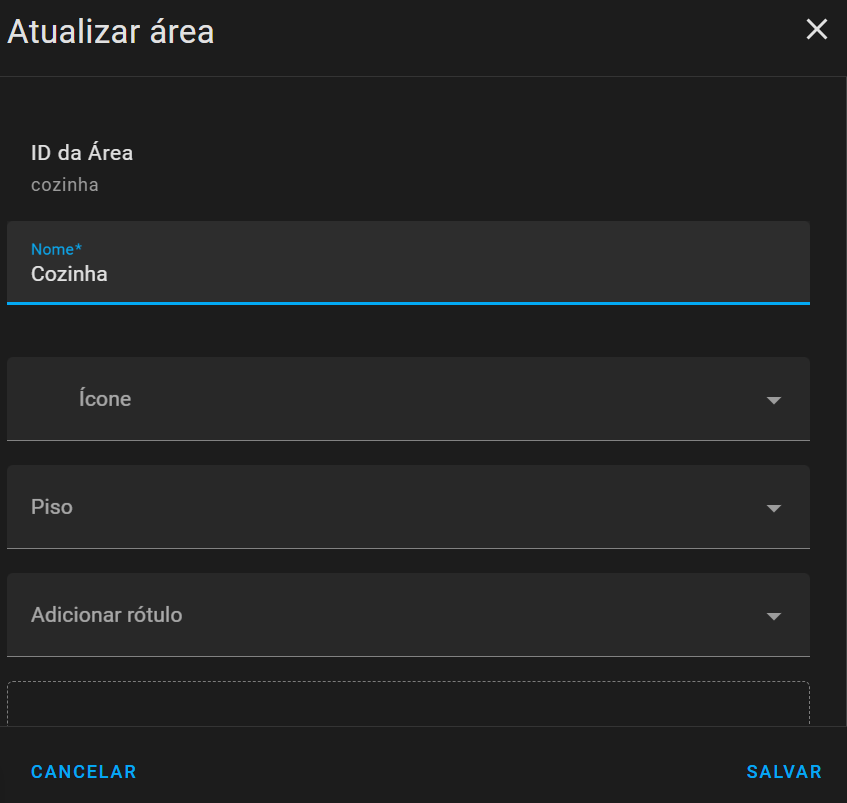 Atualizar área
ID da Área
cozinha
Nome*
Cozinha
Ícone
Piso
Adicionar rótulo
CANCELAR
SALVAR